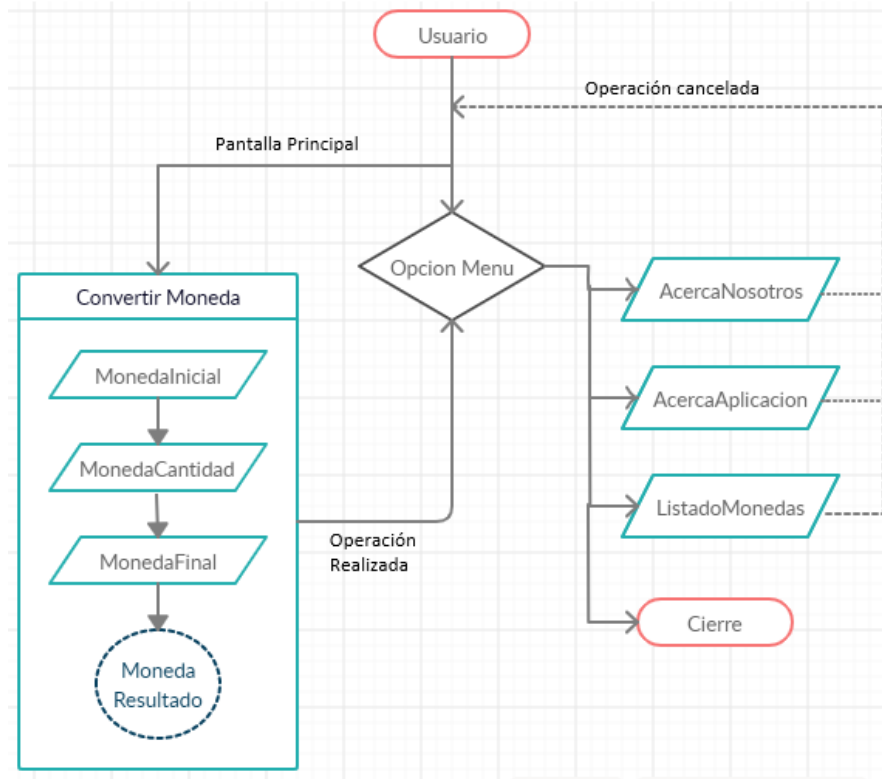 Usuario
Operación cancelada
Pantalla Principal
Opcion Menu
Convertir Moneda
AcercaNosotros
MonedaInicial
AcercaAplicacion
MonedaCantidad
ListadoMonedas
Operación
Realizada
MonedaFinal
Cierre
Moneda
Resultado